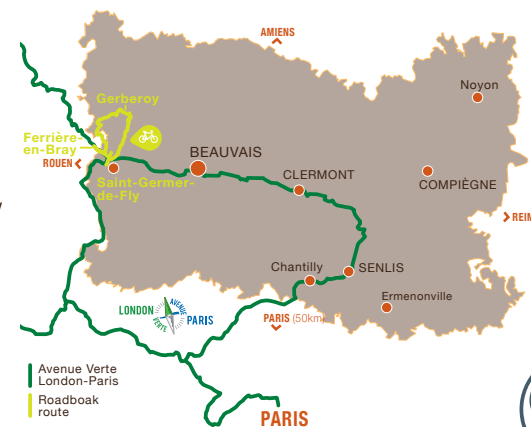 AMIENS
Noyon
Gerberoy
Ferrière-
en-Bray
ROUEN
BEAUVAIS
Saint-Germer-
de-Fly
CLERMONT
COMPIÈGNE
REIM
Chantilly
SENLIS
Ermenonville
LONDON
AVENUE
VERTE
PARIS
PARIS (50km
Avenue Verte
London-Paris
Roadboak
route
PARIS